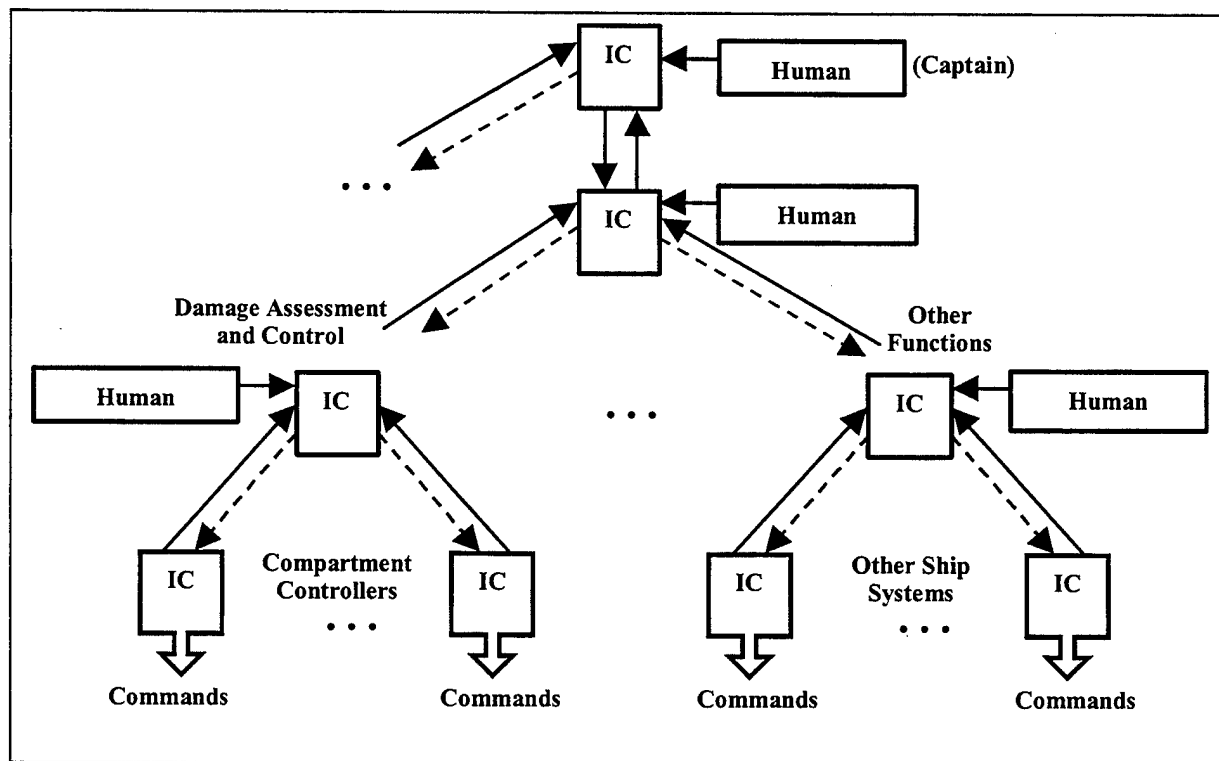 IC
Human
(Captain)
. . .
IC
Human
Damage Assessment
and Control
Other
Functions
Human
IC
. . .
IC
Human
IC
Compartment
Controllers
. . .
IC
IC
Other Ship
Systems
. . .
IC
Commands
Commands
Commands
Commands